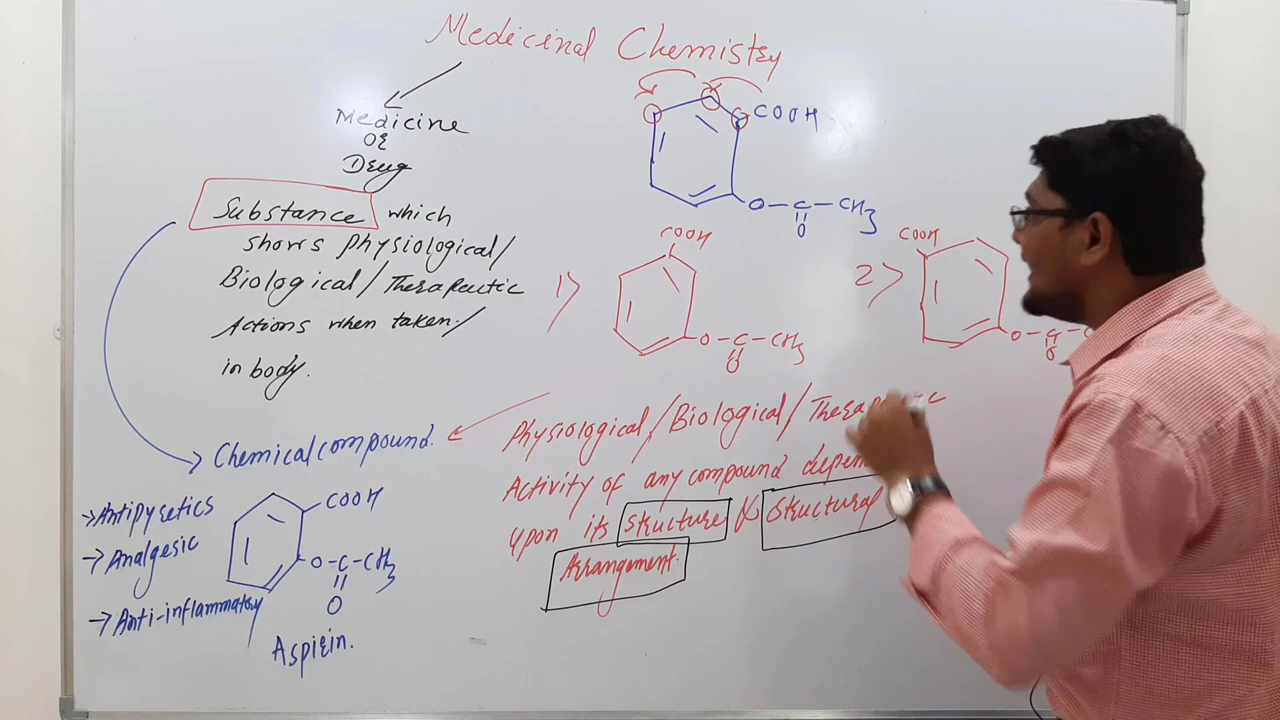 Medicinal Chemistry
Medicine
OR
Drug
Substance which
shows Physiological/
Biological/Therapeutic
Actions when taken/
in body.
Chemical compound.
→Antipyretics
→Analgesic
→Anti-inflammatory
COOH
O-C-CH3
O
Aspirin.
COOH
O-C-CH3
O
1>
COOH
O-C-CH3
O
2>
COOH
O-C-
O
Physiological/Biological/Therapeutic
Activity of any compound depen
upon its Structure & Structural
Arrangement.